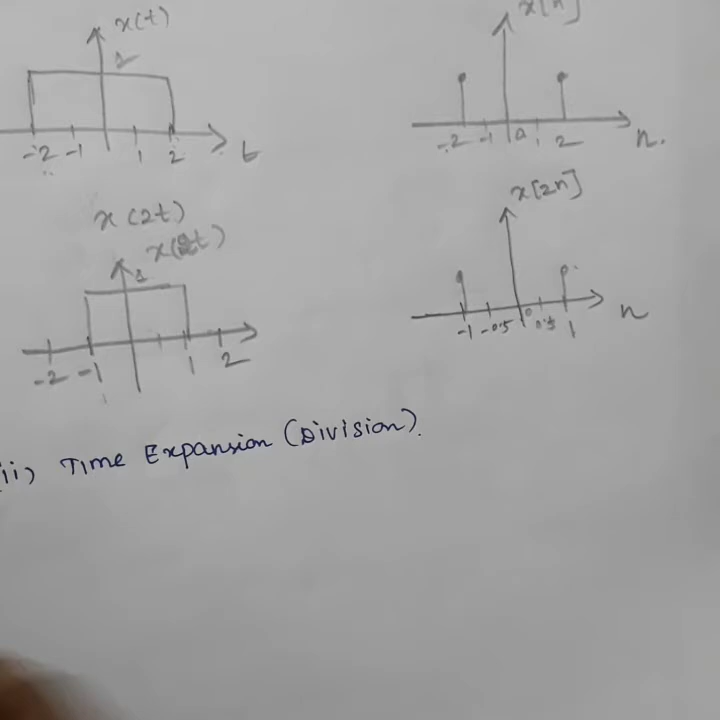 x(t)
2
-2 -1 1 2 t
x[n]
-2 -1 0 1 2 n.
x(2t)
x(2t)
-2 -1 1 2
x[2n]
-1 -0.5 0 0.5 1 n
ii) Time Expansion (Division).